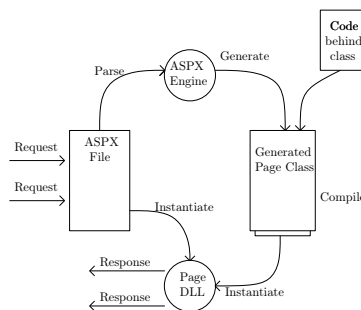 Code
behind
class
ASPX
Engine
Generate
Parse
Request
ASPX
File
Generated
Page Class
Request
Compile
Instantiate
Response
Page
DLL
Instantiate
Response